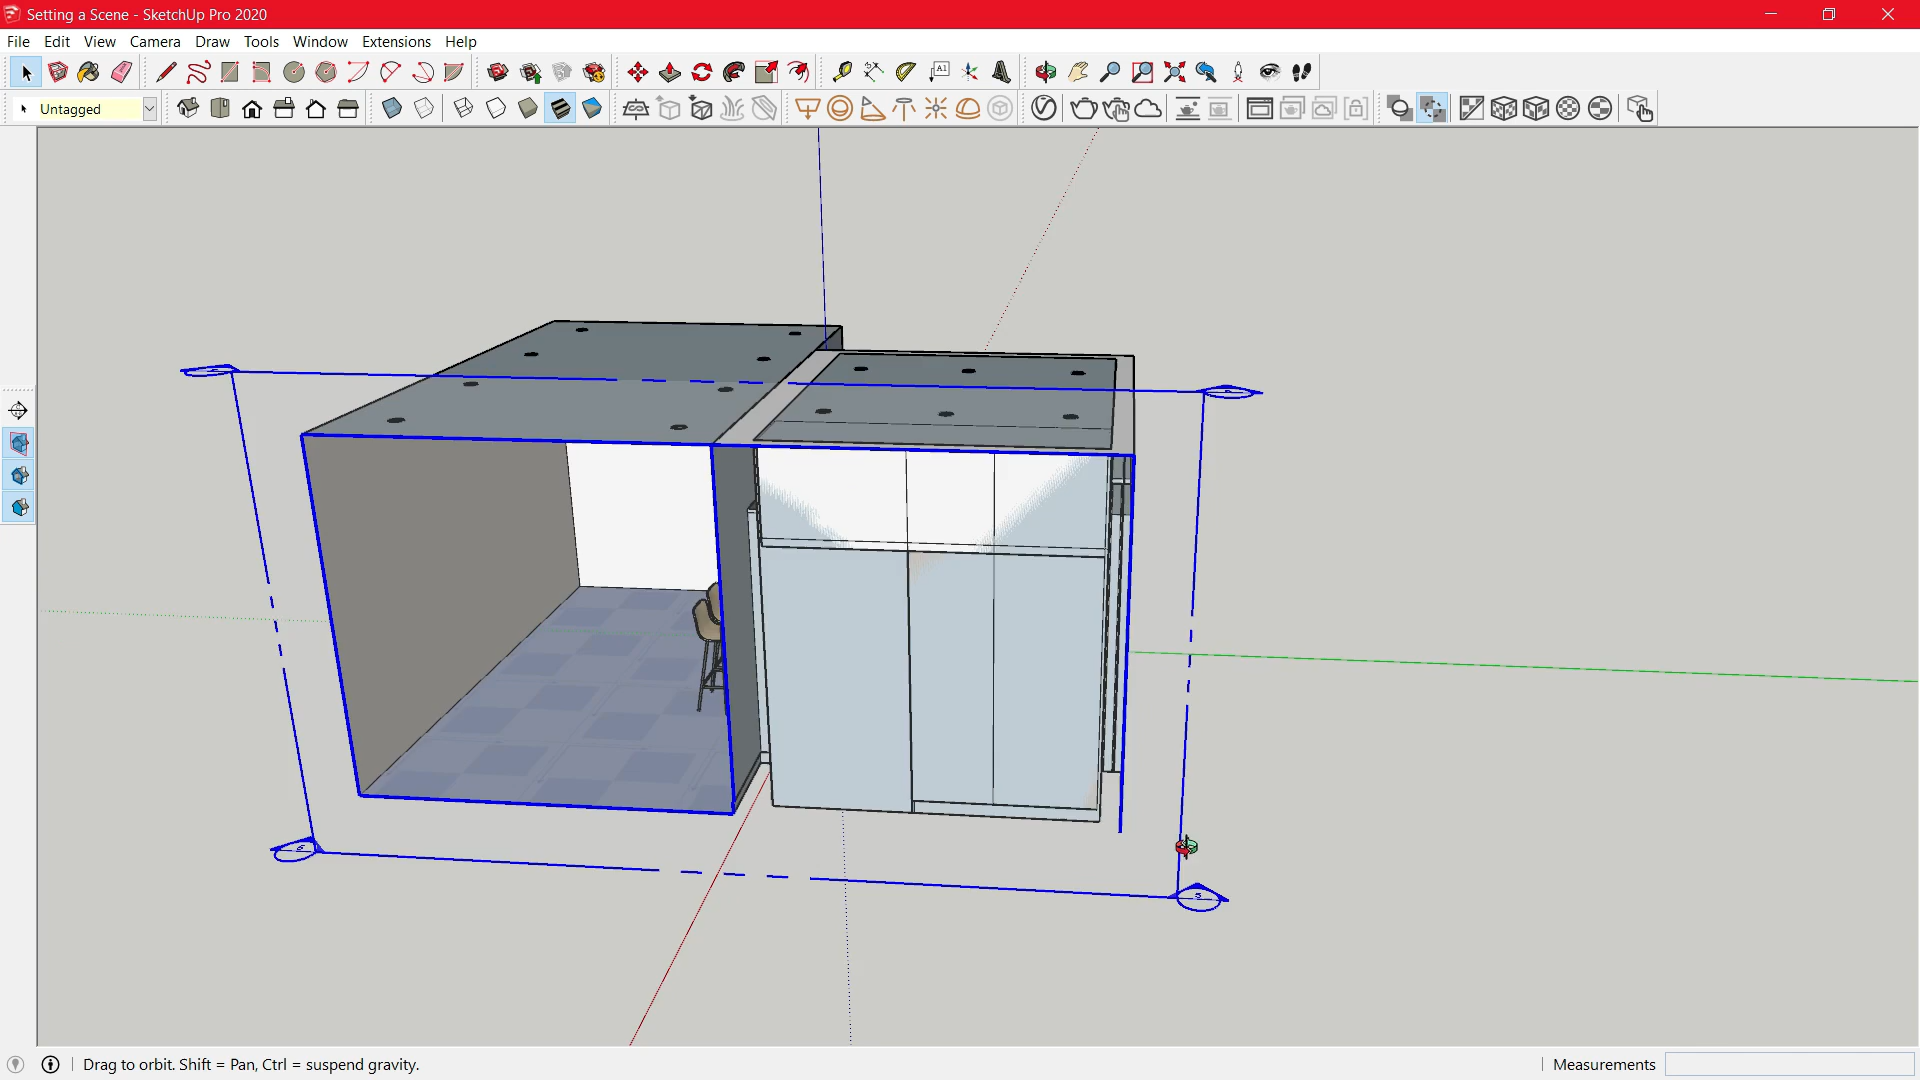 Setting a Scene - SketchUp Pro 2020
File Edit View Camera Draw Tools Window Extensions Help
A1
Untagged
Drag to orbit. Shift = Pan, Ctrl = suspend gravity.
Measurements